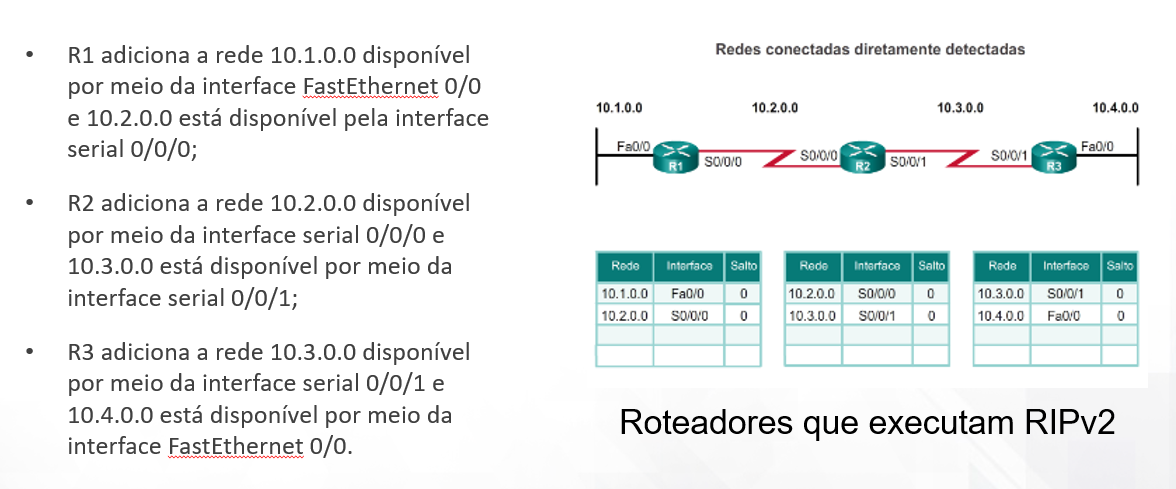 • R1 adiciona a rede 10.1.0.0 disponível
por meio da interface FastEthernet 0/0
e 10.2.0.0 está disponível pela interface
serial 0/0/0;
• R2 adiciona a rede 10.2.0.0 disponível
por meio da interface serial 0/0/0 e
10.3.0.0 está disponível por meio da
interface serial 0/0/1;
• R3 adiciona a rede 10.3.0.0 disponível
por meio da interface serial 0/0/1 e
10.4.0.0 está disponível por meio da
interface FastEthernet 0/0.
Redes conectadas diretamente detectadas
10.1.0.0 10.2.0.0 10.3.0.0 10.4.0.0
Fa0/0 R1 S0/0/0 S0/0/0 R2 S0/0/1 S0/0/1 R3 Fa0/0
Rede Interface Salto Rede Interface Salto Rede Interface Salto
10.1.0.0 Fa0/0 0 10.2.0.0 S0/0/0 0 10.3.0.0 S0/0/1 0
10.2.0.0 S0/0/0 0 10.3.0.0 S0/0/1 0 10.4.0.0 Fa0/0 0
Roteadores que executam RIPv2